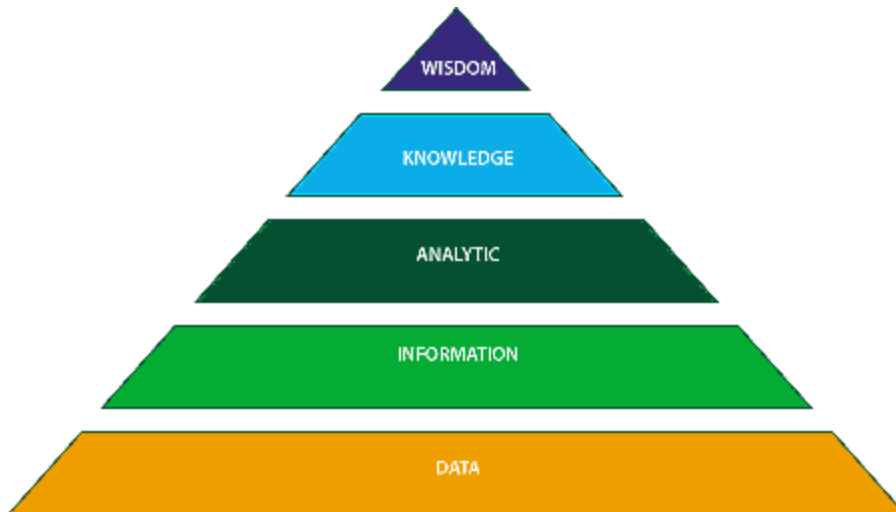 WISDOM
KNOWLEDGE
ANALYTIC
INFORMATION
DATA